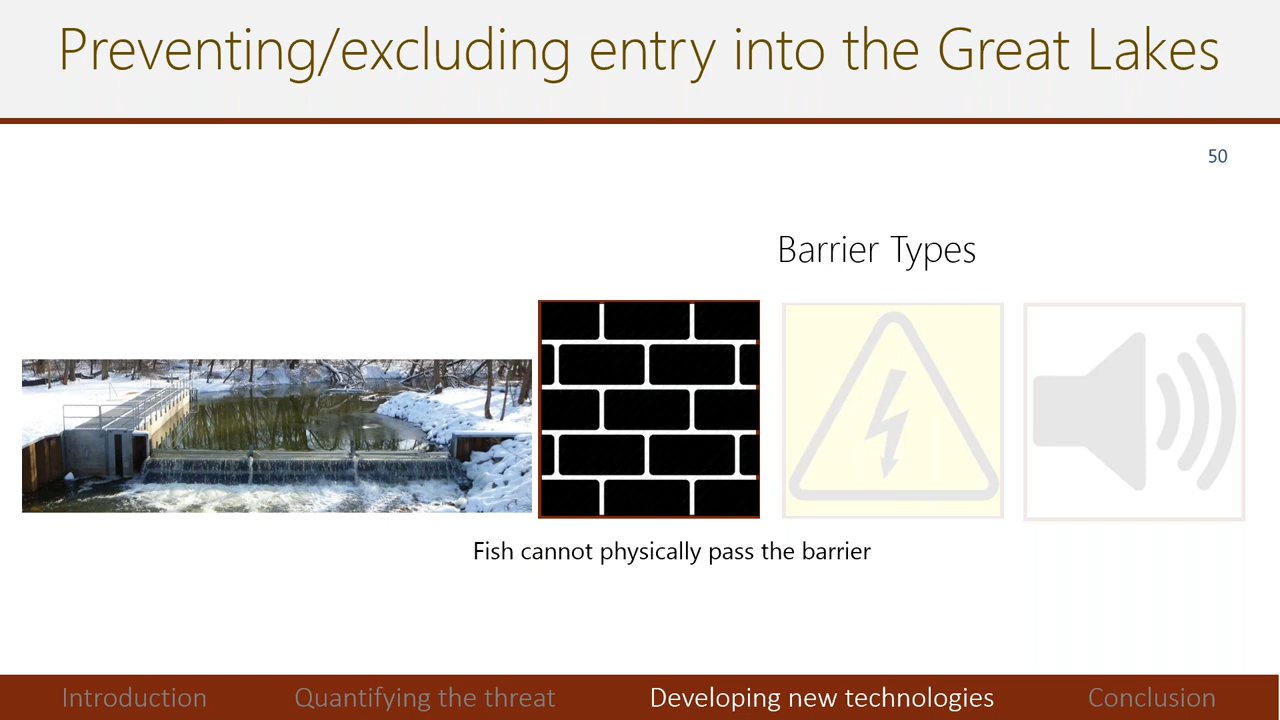 Preventing/excluding entry into the Great Lakes
50
Barrier Types
Fish cannot physically pass the barrier
Introduction
Quantifying the threat
Developing new technologies
Conclusion